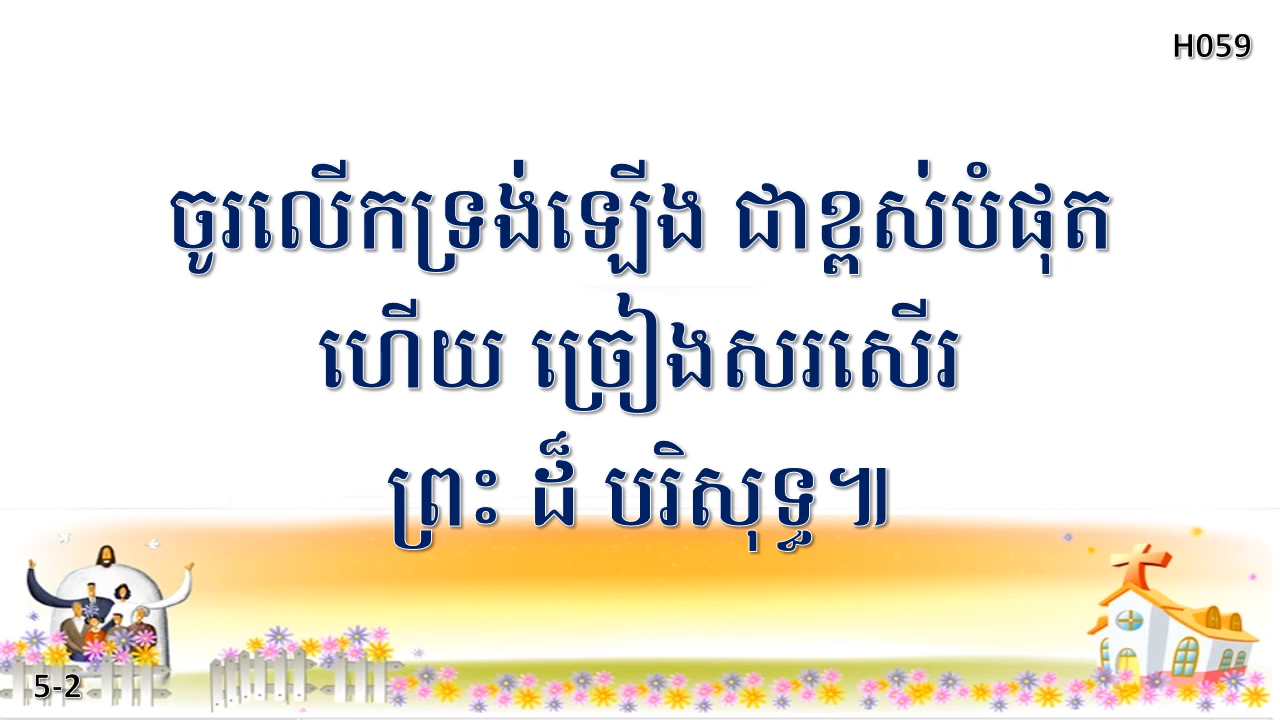 H059
ចូរលើកទ្រង់ឡើង ជាខ្ពស់បំផុត
ហើយ ច្រៀងសរសើរ
ព្រះ ដ៏ បរិសុទ្ធ៕
5-2